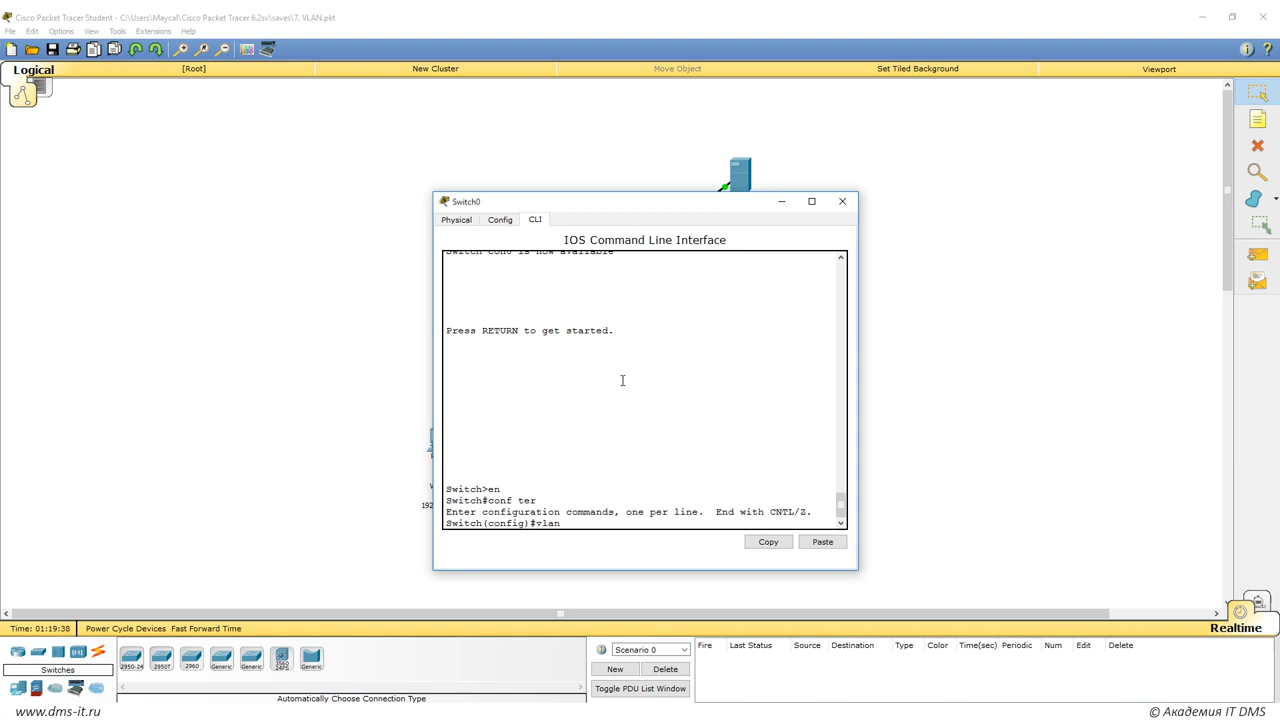 Cisco Packet Tracer Student - C:\Users\Maycal\Cisco Packet Tracer 6.2sv\saves\7. VLAN.pkt
File Edit Options View Tools Extensions Help
Logical [Root] New Cluster Move Object Set Tiled Background Viewport
Switch0
Physical Config CLI
IOS Command Line Interface
Switch con0 is now available
Press RETURN to get started.
Switch>en
Switch#conf ter
Enter configuration commands, one per line. End with CNTL/Z.
Switch(config)#vlan
192
Copy Paste
Time: 01:19:38 Power Cycle Devices Fast Forward Time Realtime
Switches
2950-24 2950T 2960 Generic Generic Generic
Automatically Choose Connection Type
Scenario 0
New Delete
Toggle PDU List Window
Fire Last Status Source Destination Type Color Time(sec) Periodic Num Edit Delete
www.dms-it.ru
© Академия IT DMS